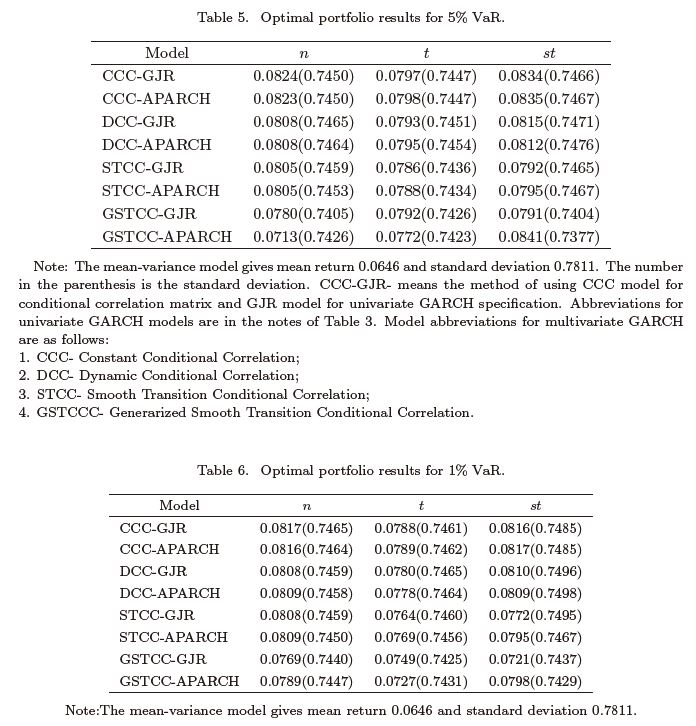 Table 5. Optimal portfolio results for 5% VaR.
Model n t st
CCC-GJR 0.0824(0.7450) 0.0797(0.7447) 0.0834(0.7466)
CCC-APARCH 0.0823(0.7450) 0.0798(0.7447) 0.0835(0.7467)
DCC-GJR 0.0808(0.7465) 0.0793(0.7451) 0.0815(0.7471)
DCC-APARCH 0.0808(0.7464) 0.0795(0.7454) 0.0812(0.7476)
STCC-GJR 0.0805(0.7459) 0.0786(0.7436) 0.0792(0.7465)
STCC-APARCH 0.0805(0.7453) 0.0788(0.7434) 0.0795(0.7467)
GSTCC-GJR 0.0780(0.7405) 0.0792(0.7426) 0.0791(0.7404)
GSTCC-APARCH 0.0713(0.7426) 0.0772(0.7423) 0.0841(0.7377)
Note: The mean-variance model gives mean return 0.0646 and standard deviation 0.7811. The number
in the parenthesis is the standard deviation. CCC-GJR- means the method of using CCC model for
conditional correlation matrix and GJR model for univariate GARCH specification. Abbreviations for
univariate GARCH models are in the notes of Table 3. Model abbreviations for multivariate GARCH
are as follows:
1. CCC- Constant Conditional Correlation;
2. DCC- Dynamic Conditional Correlation;
3. STCC- Smooth Transition Conditional Correlation;
4. GSTCCC- Generarized Smooth Transition Conditional Correlation.
Table 6. Optimal portfolio results for 1% VaR.
Model n t st
CCC-GJR 0.0817(0.7465) 0.0788(0.7461) 0.0816(0.7485)
CCC-APARCH 0.0816(0.7464) 0.0789(0.7462) 0.0817(0.7485)
DCC-GJR 0.0808(0.7459) 0.0780(0.7465) 0.0810(0.7496)
DCC-APARCH 0.0809(0.7458) 0.0778(0.7464) 0.0809(0.7498)
STCC-GJR 0.0808(0.7459) 0.0764(0.7460) 0.0772(0.7495)
STCC-APARCH 0.0809(0.7450) 0.0769(0.7456) 0.0795(0.7467)
GSTCC-GJR 0.0769(0.7440) 0.0749(0.7425) 0.0721(0.7437)
GSTCC-APARCH 0.0789(0.7447) 0.0727(0.7431) 0.0798(0.7429)
Note:The mean-variance model gives mean return 0.0646 and standard deviation 0.7811.